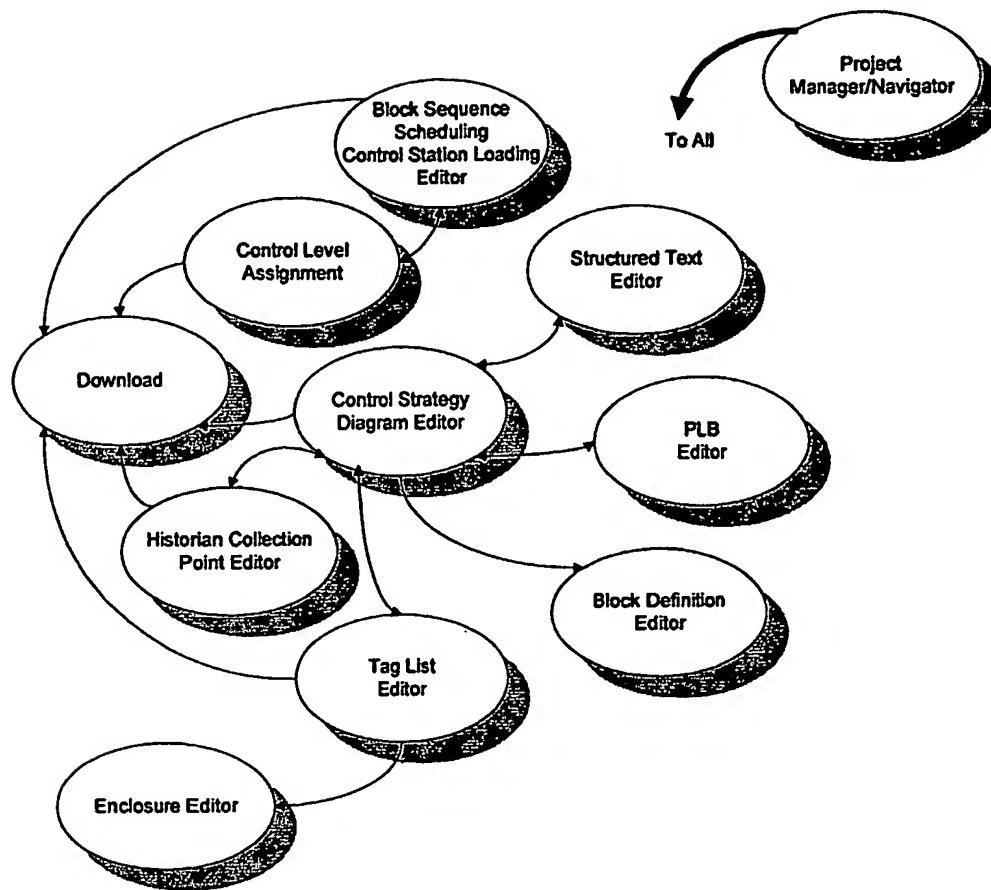 Project
Manager/Navigator
To All
Block Sequence
Scheduling
Control Station Loading
Editor
Control Level
Assignment
Structured Text
Editor
Download
Control Strategy
Diagram Editor
PLB
Editor
Historian Collection
Point Editor
Block Definition
Editor
Tag List
Editor
Enclosure Editor